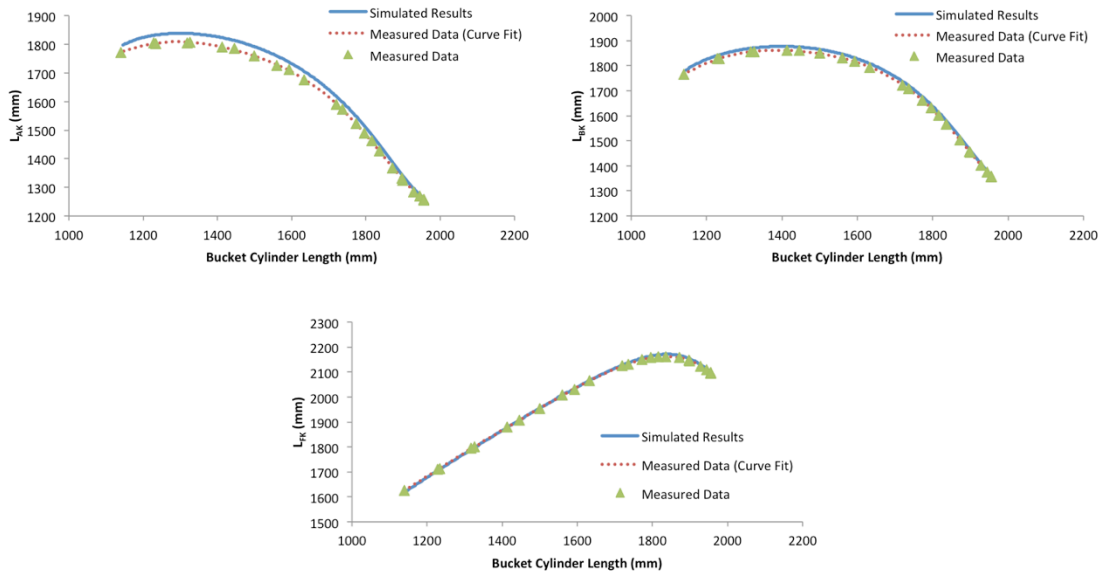 1900
1800
1700
1600
1500
1400
1300
1200
L_AK (mm)
1000 1200 1400 1600 1800 2000 2200
Bucket Cylinder Length (mm)
Simulated Results
Measured Data (Curve Fit)
Measured Data
2000
1900
1800
1700
1600
1500
1400
1300
1200
L_BK (mm)
1000 1200 1400 1600 1800 2000 2200
Bucket Cylinder Length (mm)
Simulated Results
Measured Data (Curve Fit)
Measured Data
2300
2200
2100
2000
1900
1800
1700
1600
1500
L_FK (mm)
1000 1200 1400 1600 1800 2000 2200
Bucket Cylinder Length (mm)
Simulated Results
Measured Data (Curve Fit)
Measured Data